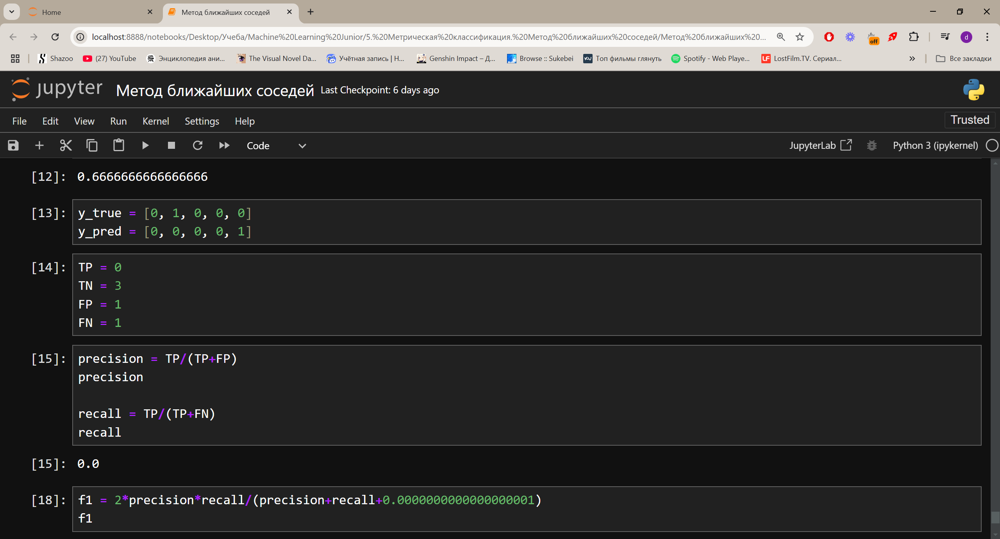 Home
Метод ближайших соседей
localhost:8888/notebooks/Desktop/Учеба/Machine%20Learning%20Junior/5.%20Метрическая%20классификация.%20Метод%20ближайших%20соседей/Метод%20ближайших%20...
off
d
Shazoo
(27) YouTube
Энциклопедия ани...
The Visual Novel Da...
Учётная запись | H...
Genshin Impact – Д...
Browse :: Sukebei
Топ фильмы глянуть
Spotify - Web Playe...
LostFilm.TV. Сериал...
»
Все закладки
jupyter
Метод ближайших соседей
Last Checkpoint: 6 days ago
File Edit View Run Kernel Settings Help
Trusted
Code
JupyterLab
Python 3 (ipykernel)
[12]: 0.6666666666666666
[13]: y_true = [0, 1, 0, 0, 0]
y_pred = [0, 0, 0, 0, 1]
[14]: TP = 0
TN = 3
FP = 1
FN = 1
[15]: precision = TP/(TP+FP)
precision
recall = TP/(TP+FN)
recall
[15]: 0.0
[18]: f1 = 2*precision*recall/(precision+recall+0.0000000000000000001)
f1